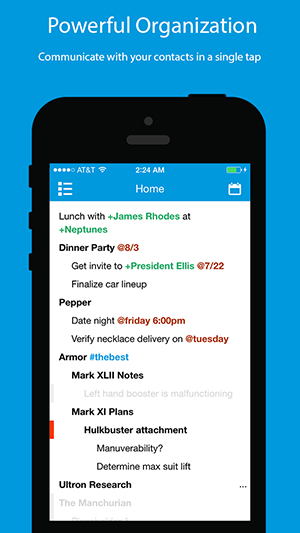 Powerful Organization
Communicate with your contacts in a single tap
AT&T 2:24 AM
Home
Lunch with +James Rhodes at
+Neptunes
Dinner Party @8/3
Get invite to +President Ellis @7/22
Finalize car lineup
Pepper
Date night @friday 6:00pm
Verify necklace delivery on @tuesday
Armor #thebest
Mark XLII Notes
Left hand booster is malfunctioning
Mark XI Plans
Hulkbuster attachment
Manuverability?
Determine max suit lift
Ultron Research ...
The Manchurian